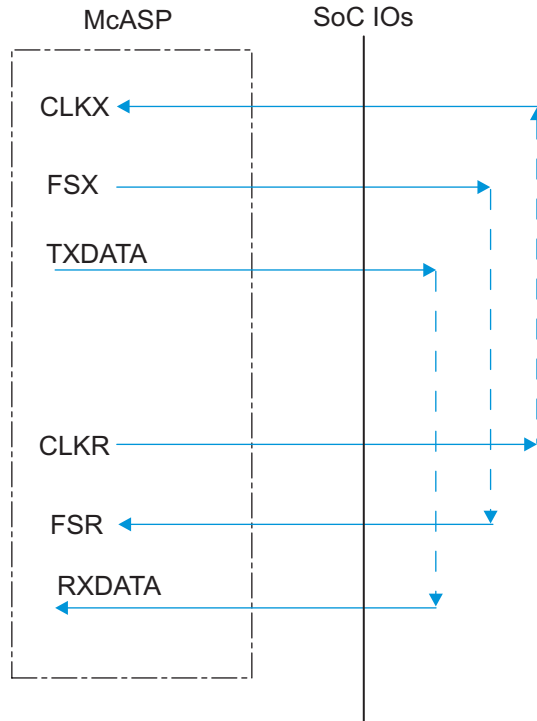 McASP
SoC IOs
CLKX
FSX
TXDATA
CLKR
FSR
RXDATA